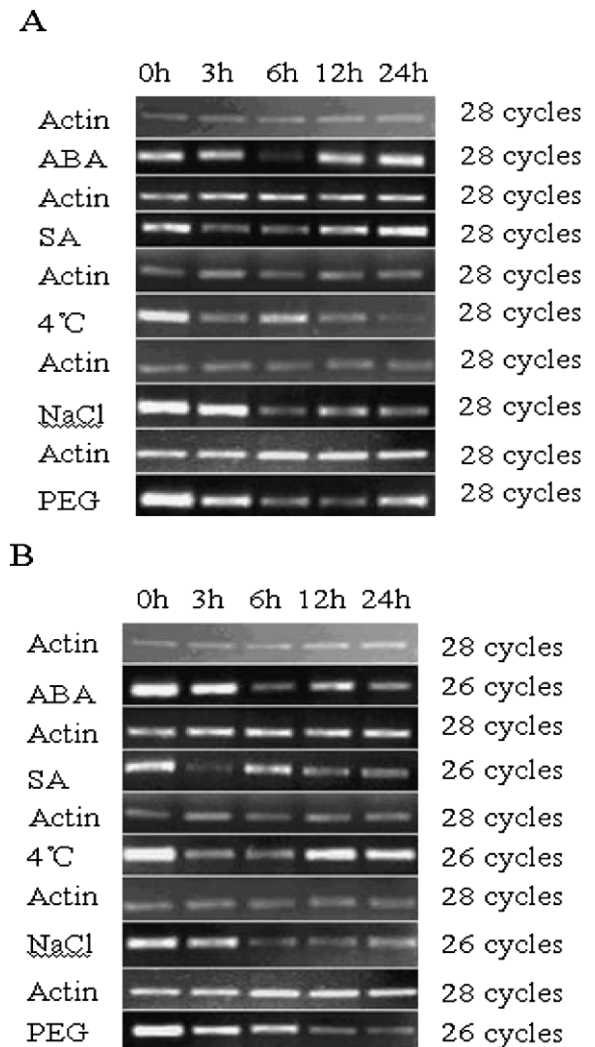 A
0h 3h 6h 12h 24h
Actin 28 cycles
ABA 28 cycles
Actin 28 cycles
SA 28 cycles
Actin 28 cycles
4℃ 28 cycles
Actin 28 cycles
NaCl 28 cycles
Actin 28 cycles
PEG 28 cycles
B
0h 3h 6h 12h 24h
Actin 28 cycles
ABA 26 cycles
Actin 28 cycles
SA 26 cycles
Actin 28 cycles
4℃ 26 cycles
Actin 28 cycles
NaCl 26 cycles
Actin 28 cycles
PEG 26 cycles